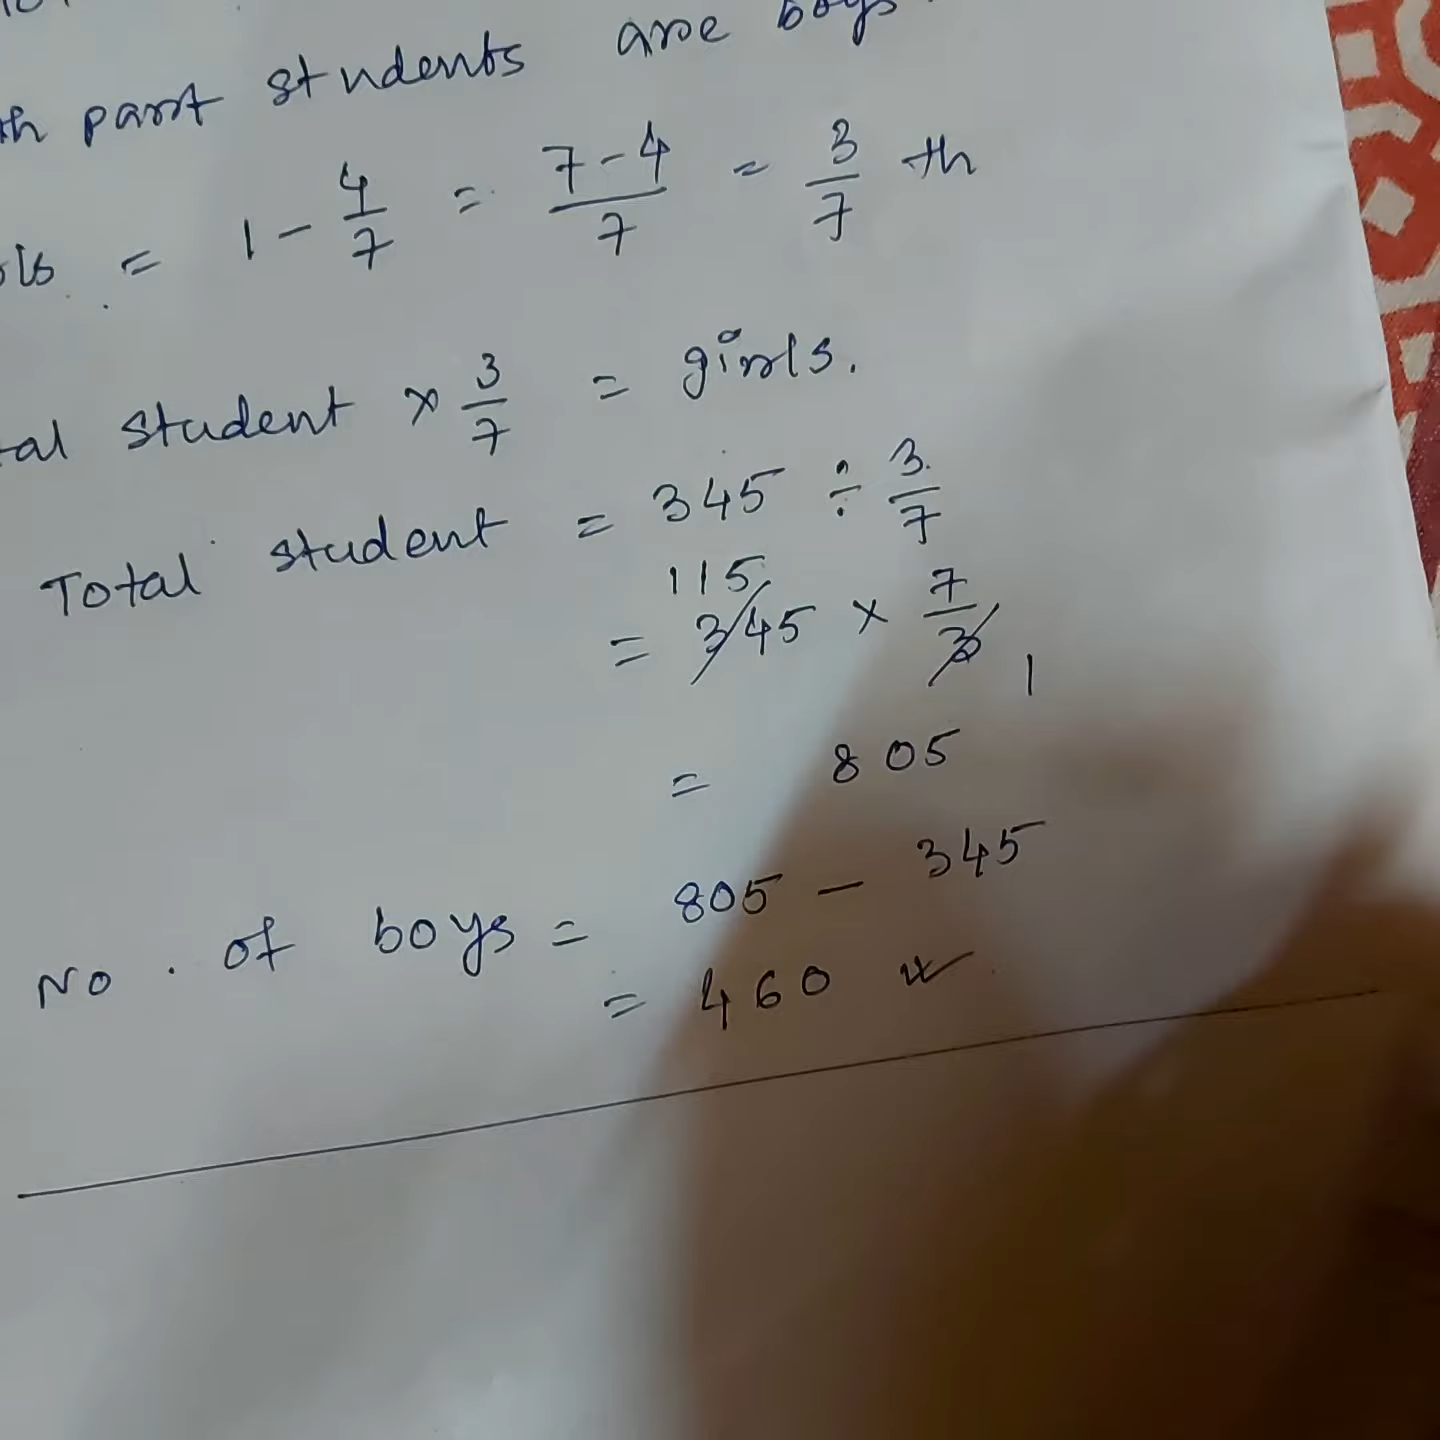 part students are boys
= 1 - 4/7 = 7-4/7 = 3/7 th
student × 3/7 = girls.
Total student = 345 ÷ 3/7
115
= 345 × 7/3 1
= 805
No. of boys = 805 - 345
= 460